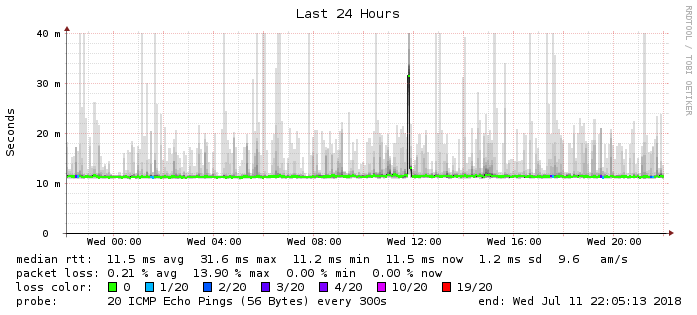 Last 24 Hours
RRDTOOL / TOBI OETIKER
Seconds
40 m
30 m
20 m
10 m
0
Wed 00:00 Wed 04:00 Wed 08:00 Wed 12:00 Wed 16:00 Wed 20:00
median rtt: 11.5 ms avg 31.6 ms max 11.2 ms min 11.5 ms now 1.2 ms sd 9.6 am/s
packet loss: 0.21 % avg 13.90 % max 0.00 % min 0.00 % now
loss color: 0 1/20 2/20 3/20 4/20 10/20 19/20
probe: 20 ICMP Echo Pings (56 Bytes) every 300s end: Wed Jul 11 22:05:13 2018